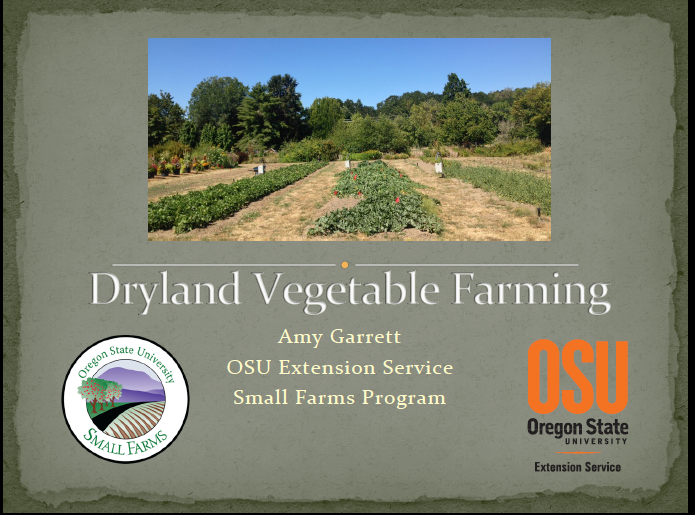 Dryland Vegetable Farming
Amy Garrett
OSU Extension Service
Small Farms Program
Oregon State University
SMALL FARMS
OSU
Oregon State
UNIVERSITY
Extension Service